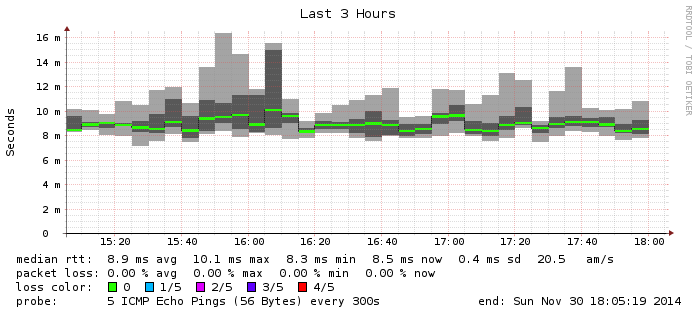 Last 3 Hours
RRDTOOL / TOBI OETIKER
Seconds
16 m
14 m
12 m
10 m
8 m
6 m
4 m
2 m
0
15:20 15:40 16:00 16:20 16:40 17:00 17:20 17:40 18:00
median rtt: 8.9 ms avg 10.1 ms max 8.3 ms min 8.5 ms now 0.4 ms sd 20.5 am/s
packet loss: 0.00 % avg 0.00 % max 0.00 % min 0.00 % now
loss color: 0 1/5 2/5 3/5 4/5
probe: 5 ICMP Echo Pings (56 Bytes) every 300s end: Sun Nov 30 18:05:19 2014